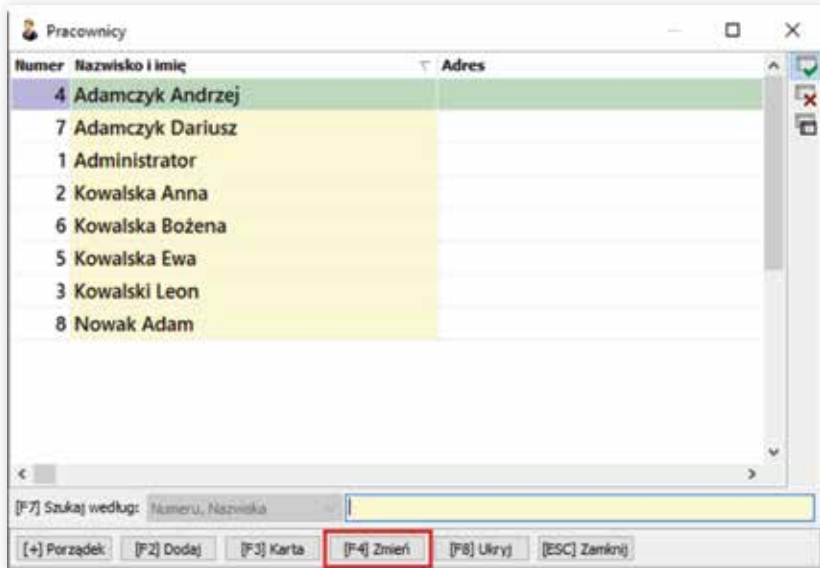 Pracownicy
Numer Nazwisko i imię Adres
4 Adamczyk Andrzej
7 Adamczyk Dariusz
1 Administrator
2 Kowalska Anna
6 Kowalska Bożena
5 Kowalska Ewa
3 Kowalski Leon
8 Nowak Adam
[F7] Szukaj według: Numeru, Nazwiska
[+] Porządek [F2] Dodaj [F3] Karta [F4] Zmień [F8] Ukryj [ESC] Zamknij